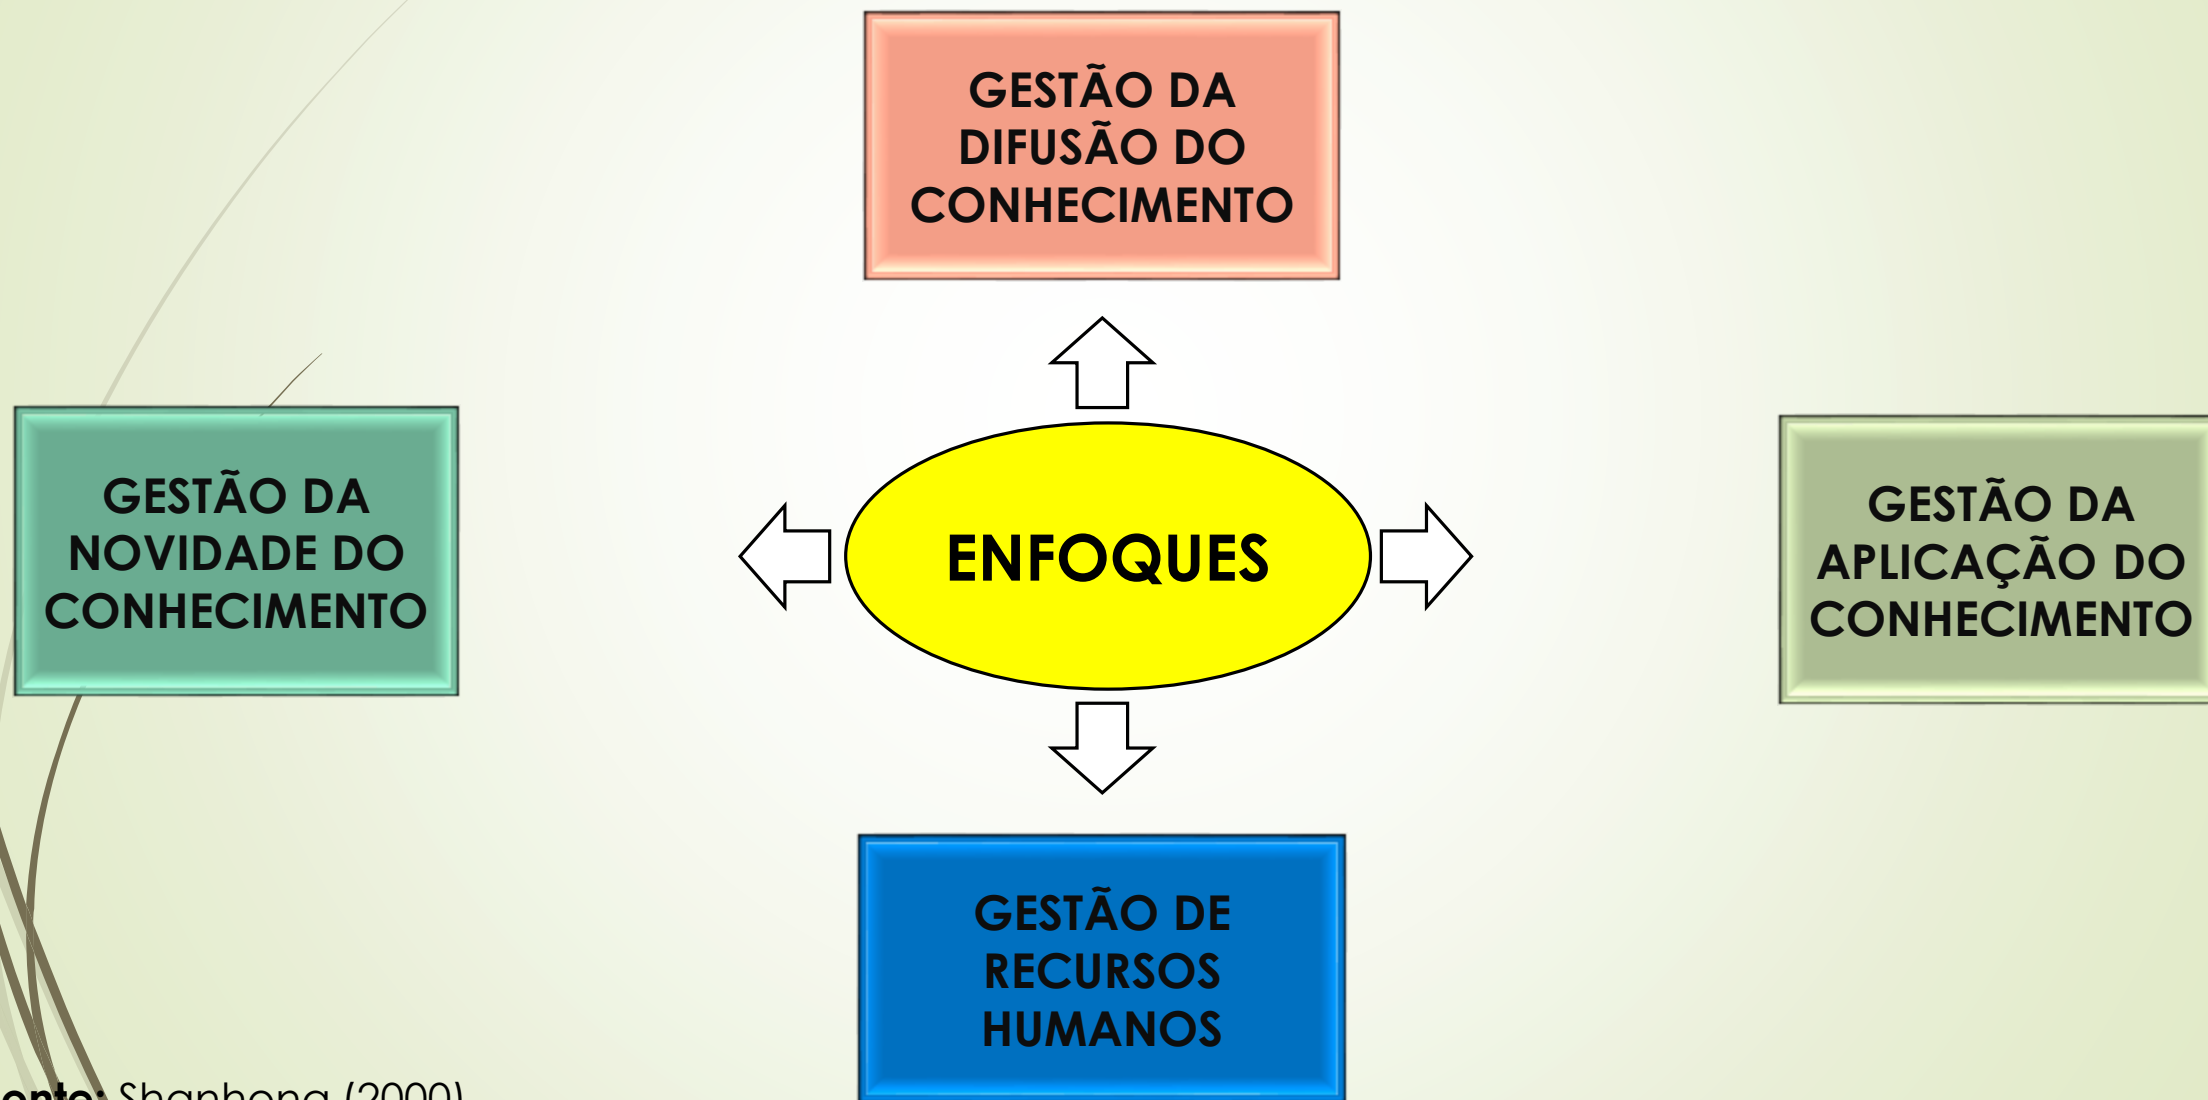 GESTÃO DA
DIFUSÃO DO
CONHECIMENTO
GESTÃO DA
NOVIDADE DO
CONHECIMENTO
ENFOQUES
GESTÃO DA
APLICAÇÃO DO
CONHECIMENTO
GESTÃO DE
RECURSOS
HUMANOS
onte: Shanhong (2000)